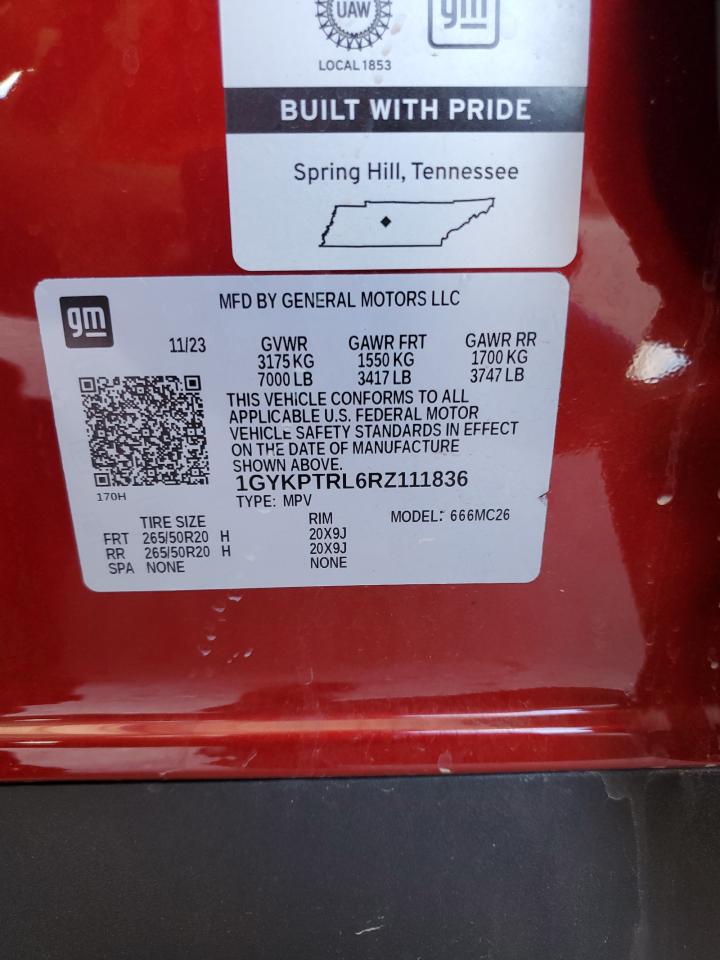 UAW
gm
LOCAL 1853
BUILT WITH PRIDE
Spring Hill, Tennessee
gm
MFD BY GENERAL MOTORS LLC
11/23 GVWR GAWR FRT GAWR RR
3175 KG 1550 KG 1700 KG
7000 LB 3417 LB 3747 LB
THIS VEHICLE CONFORMS TO ALL
APPLICABLE U.S. FEDERAL MOTOR
VEHICLE SAFETY STANDARDS IN EFFECT
ON THE DATE OF MANUFACTURE
SHOWN ABOVE.
170H
1GYKPTRL6RZ111836
TYPE: MPV MODEL: 666MC26
TIRE SIZE RIM
FRT 265/50R20 H 20X9J
RR 265/50R20 H 20X9J
SPA NONE NONE